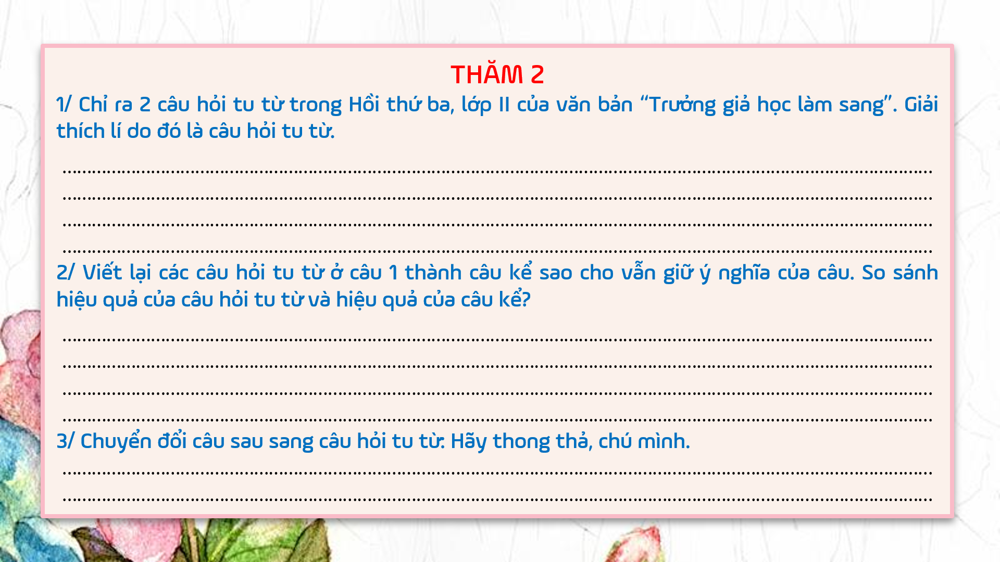 THĂM 2
1/ Chỉ ra 2 câu hỏi tu từ trong Hồi thứ ba, lớp II của văn bản “Trưởng giả học làm sang”. Giải
thích lí do đó là câu hỏi tu từ.
2/ Viết lại các câu hỏi tu từ ở câu 1 thành câu kể sao cho vẫn giữ ý nghĩa của câu. So sánh
hiệu quả của câu hỏi tu từ và hiệu quả của câu kể?
3/ Chuyển đổi câu sau sang câu hỏi tu từ: Hãy thong thả, chú mình.